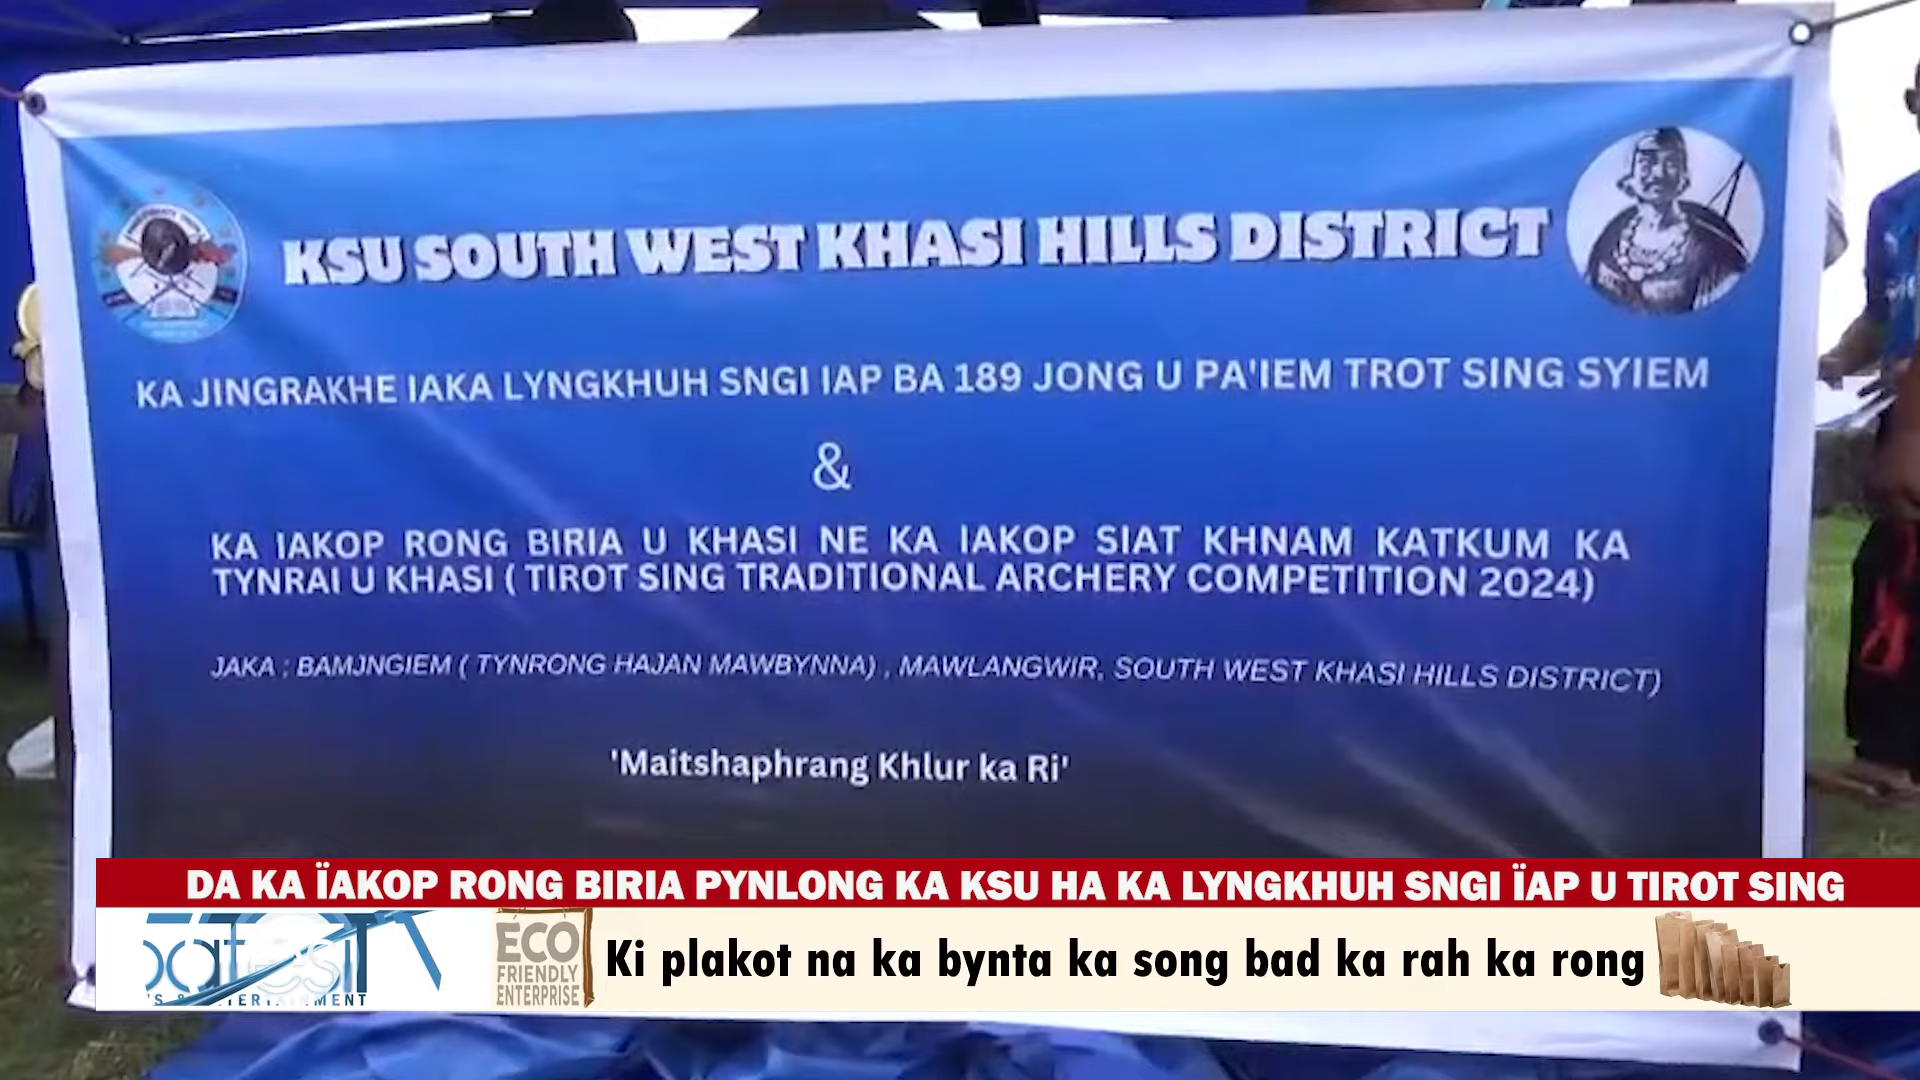 KSU SOUTH WEST KHASI HILLS DISTRICT
KA JINGRAKHE IAKA LYNGKHUH SNGI IAP BA 189 JONG U PA'IEM TROT SING SYIEM
&
KA IAKOP RONG BIRIA U KHASI NE KA IAKOP SIAT KHNAM KATKUM KA
TYNRAI U KHASI ( TIROT SING TRADITIONAL ARCHERY COMPETITION 2024)
JAKA ; BAMJNGIEM ( TYNRONG HAJAN MAWBYNNA) , MAWLANGWIR, SOUTH WEST KHASI HILLS DISTRICT)
'Maitshaphrang Khlur ka Ri'
DA KA ÏAKOP RONG BIRIA PYNLONG KA KSU HA KA LYNGKHUH SNGI ÏAP U TIROT SING
ECO
FRIENDLY
ENTERPRISE
Ki plakot na ka bynta ka song bad ka rah ka rong